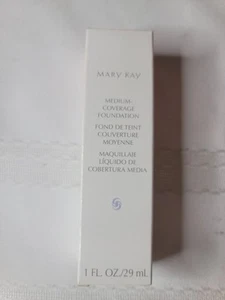 MARY KAY
MEDIUM
COVERAGE
FOUNDATION
FOND DE TEINT
COUVERTURE
MOYENNE
MAQUILLAJE
LÍQUIDO DE
COBERTURA MEDIA
1 FL. OZ./29 mL